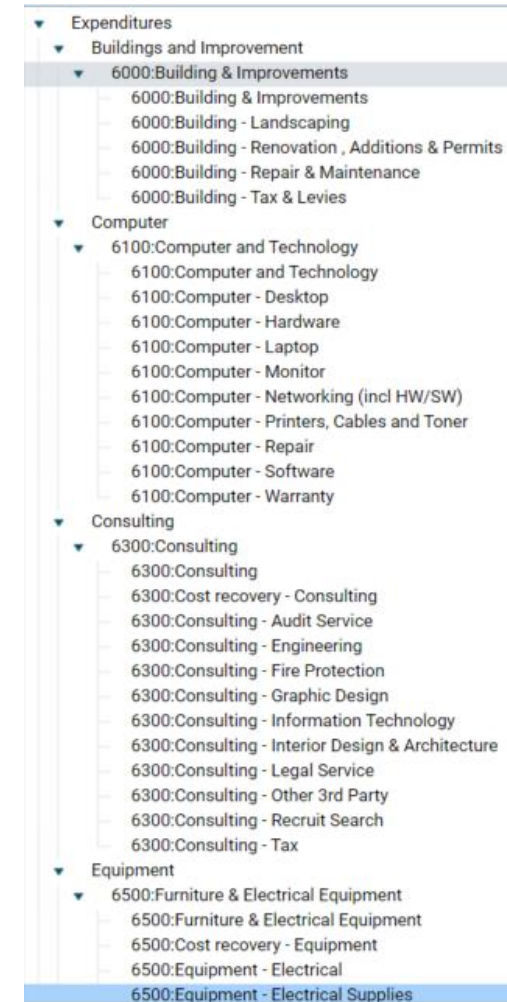 Expenditures
Buildings and Improvement
6000:Building & Improvements
6000:Building & Improvements
6000:Building - Landscaping
6000:Building - Renovation , Additions & Permits
6000:Building - Repair & Maintenance
6000:Building - Tax & Levies
Computer
6100:Computer and Technology
6100:Computer and Technology
6100:Computer - Desktop
6100:Computer - Hardware
6100:Computer - Laptop
6100:Computer - Monitor
6100:Computer - Networking (incl HW/SW)
6100:Computer - Printers, Cables and Toner
6100:Computer - Repair
6100:Computer - Software
6100:Computer - Warranty
Consulting
6300:Consulting
6300:Consulting
6300:Cost recovery - Consulting
6300:Consulting - Audit Service
6300:Consulting - Engineering
6300:Consulting - Fire Protection
6300:Consulting - Graphic Design
6300:Consulting - Information Technology
6300:Consulting - Interior Design & Architecture
6300:Consulting - Legal Service
6300:Consulting - Other 3rd Party
6300:Consulting - Recruit Search
6300:Consulting - Tax
Equipment
6500:Furniture & Electrical Equipment
6500:Furniture & Electrical Equipment
6500:Cost recovery - Equipment
6500:Equipment - Electrical
6500:Equipment - Electrical Supplies